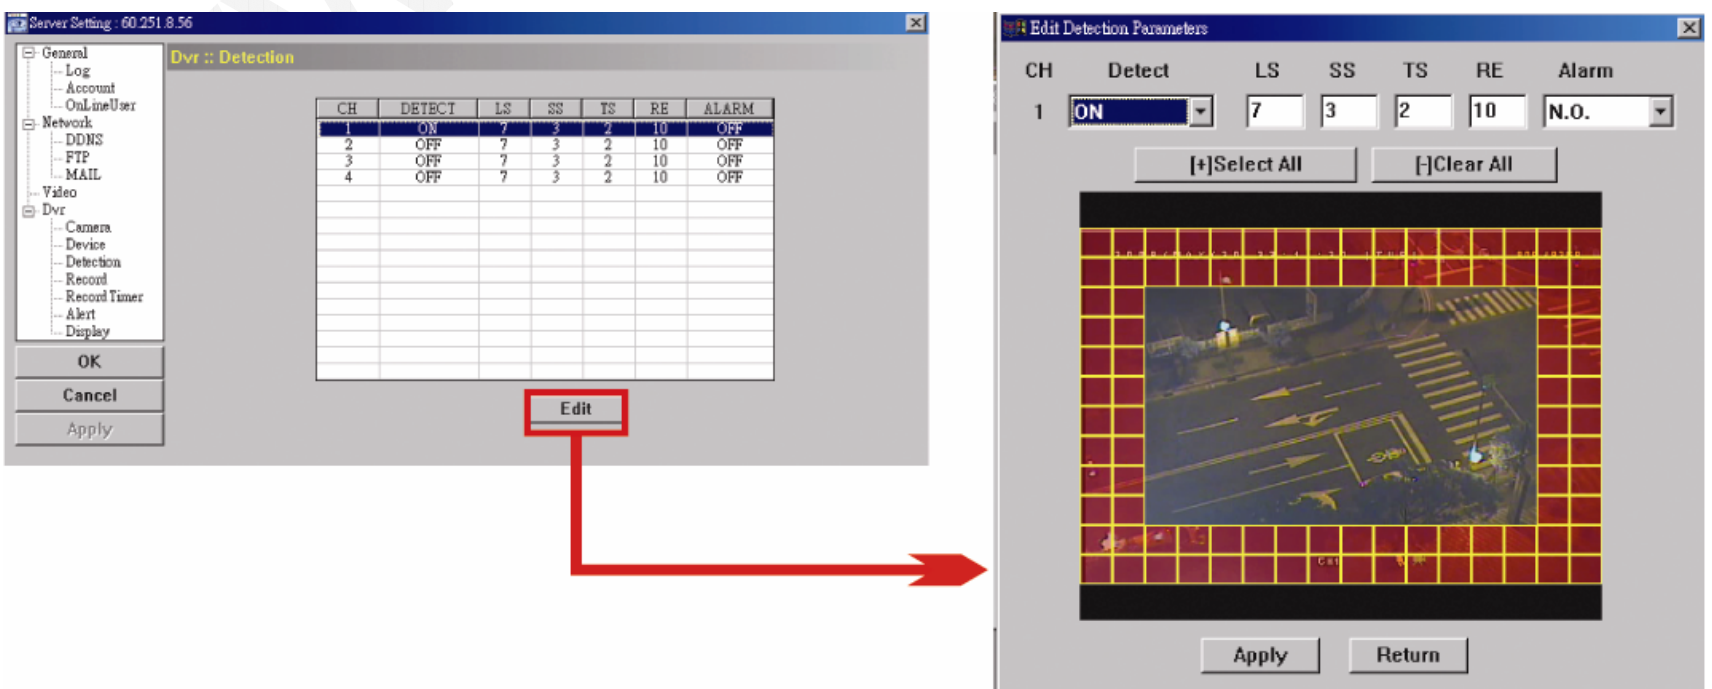 Server Setting : 60.251.8.56
General
Log
Account
OnLineUser
Network
DDNS
FTP
MAIL
Video
Dvr
Camera
Device
Detection
Record
Record Timer
Alert
Display
OK
Cancel
Apply
Dvr :: Detection
CH DETECT LS SS TS RE ALARM
1 ON 7 3 2 10 OFF
2 OFF 7 3 2 10 OFF
3 OFF 7 3 2 10 OFF
4 OFF 7 3 2 10 OFF
Edit
Edit Detection Parameters
CH Detect LS SS TS RE Alarm
1 ON 7 3 2 10 N.O.
[+]Select All [-]Clear All
Apply Return